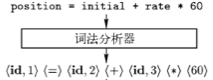 position = initial + rate * 60
词法分析器
⟨id, 1⟩ ⟨=⟩ ⟨id, 2⟩ ⟨+⟩ ⟨id, 3⟩ ⟨*⟩ ⟨60⟩